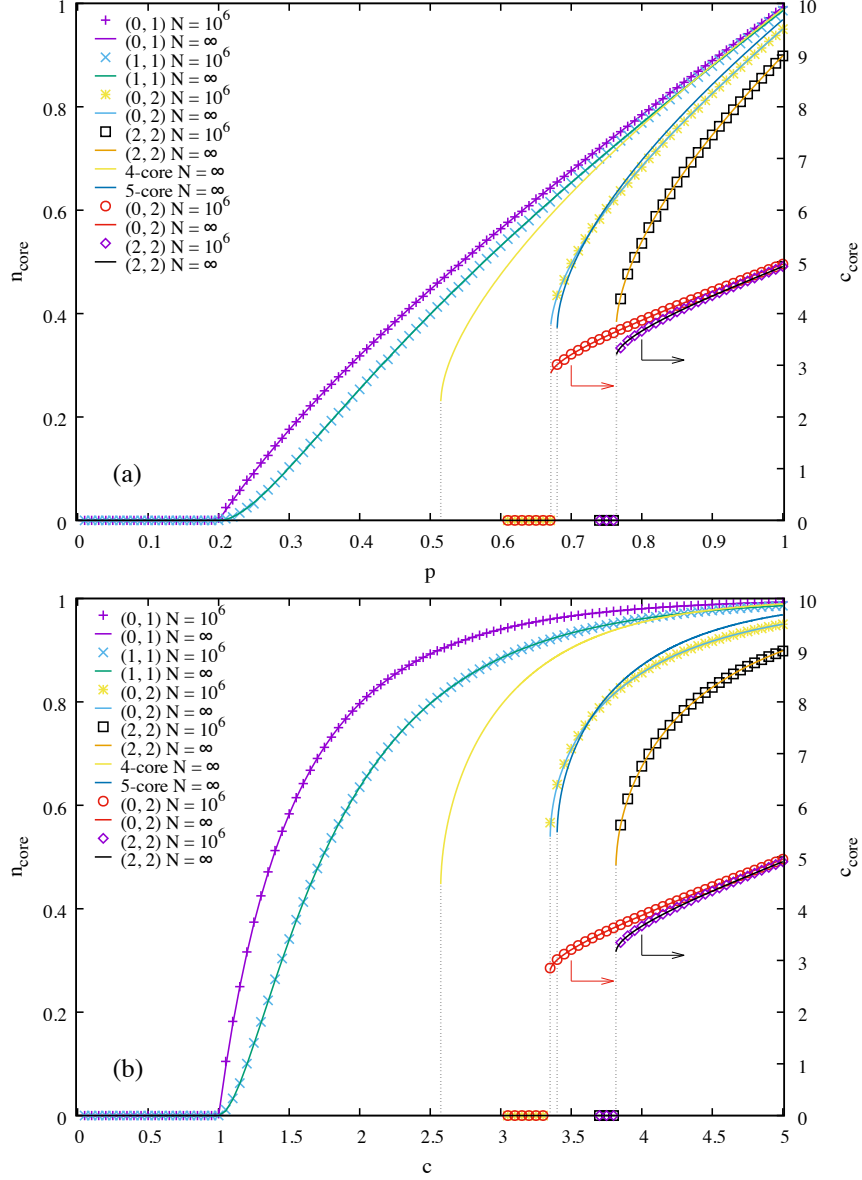 1
0.8
0.6
0.4
0.2
0
n_core
10
9
8
7
6
5
4
3
2
1
0
c_core
(0, 1) N = 10^6
(0, 1) N = ∞
(1, 1) N = 10^6
(1, 1) N = ∞
(0, 2) N = 10^6
(0, 2) N = ∞
(2, 2) N = 10^6
(2, 2) N = ∞
4-core N = ∞
5-core N = ∞
(0, 2) N = 10^6
(0, 2) N = ∞
(2, 2) N = 10^6
(2, 2) N = ∞
(a)
0 0.1 0.2 0.2 0.4 0.5 0.6 0.7 0.8 0.9 1
p
1
0.8
0.6
0.4
0.2
0
n_core
10
9
8
7
6
5
4
3
2
1
0
c_core
(0, 1) N = 10^6
(0, 1) N = ∞
(1, 1) N = 10^6
(1, 1) N = ∞
(0, 2) N = 10^6
(0, 2) N = ∞
(2, 2) N = 10^6
(2, 2) N = ∞
4-core N = ∞
5-core N = ∞
(0, 2) N = 10^6
(0, 2) N = ∞
(2, 2) N = 10^6
(2, 2) N = ∞
(b)
0 0.5 1 1.5 2 2.5 3 3.5 4 4.5 5
c